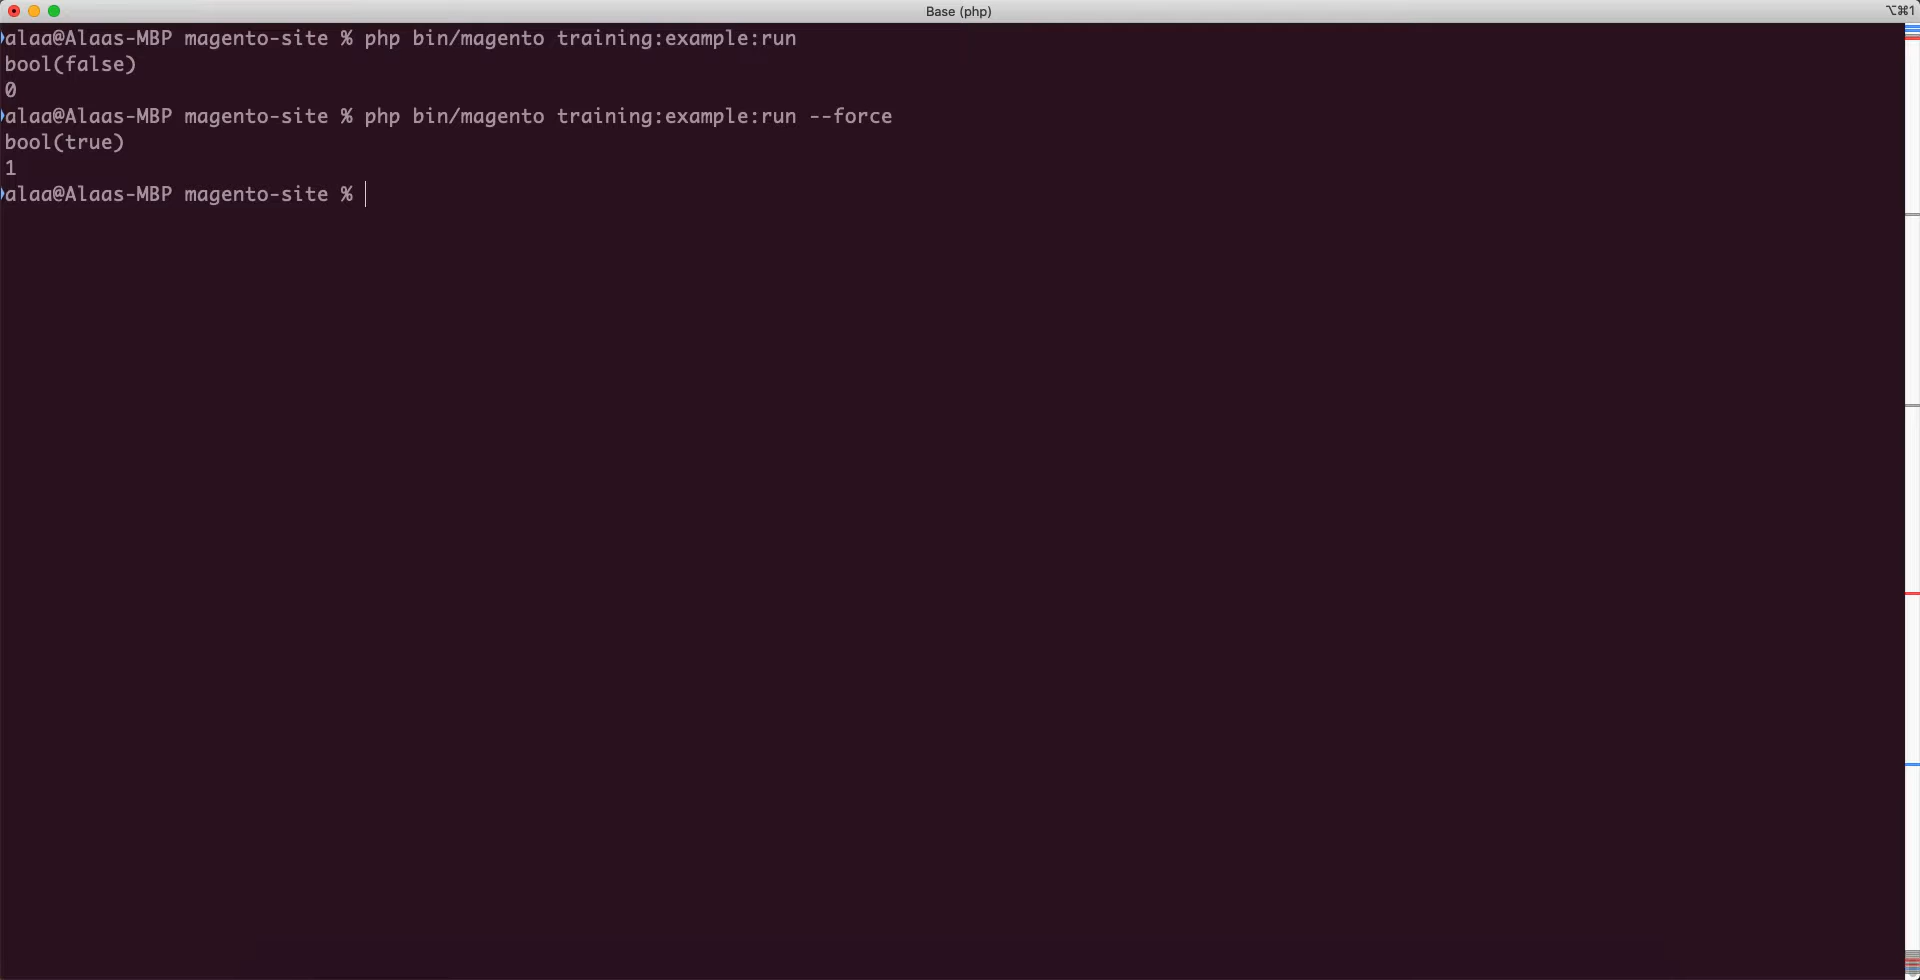 Base (php)
⌥⌘1
alaa@Alaas-MBP magento-site % php bin/magento training:example:run
bool(false)
0
alaa@Alaas-MBP magento-site % php bin/magento training:example:run --force
bool(true)
1
alaa@Alaas-MBP magento-site %